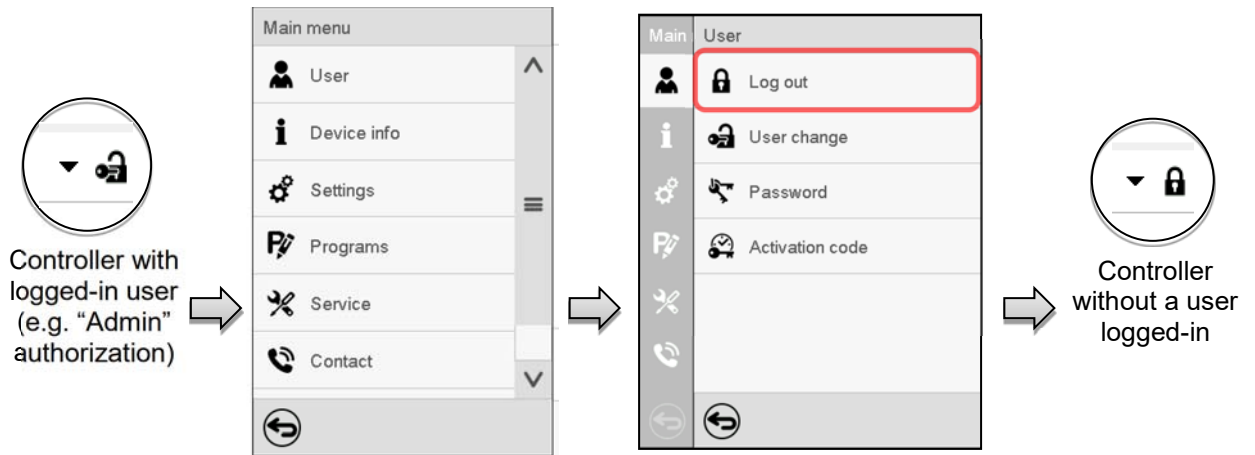 Controller with
logged-in user
(e.g. “Admin”
authorization)
Main menu
User
Device info
Settings
Programs
Service
Contact
Main
User
Log out
User change
Password
Activation code
Controller
without a user
logged-in